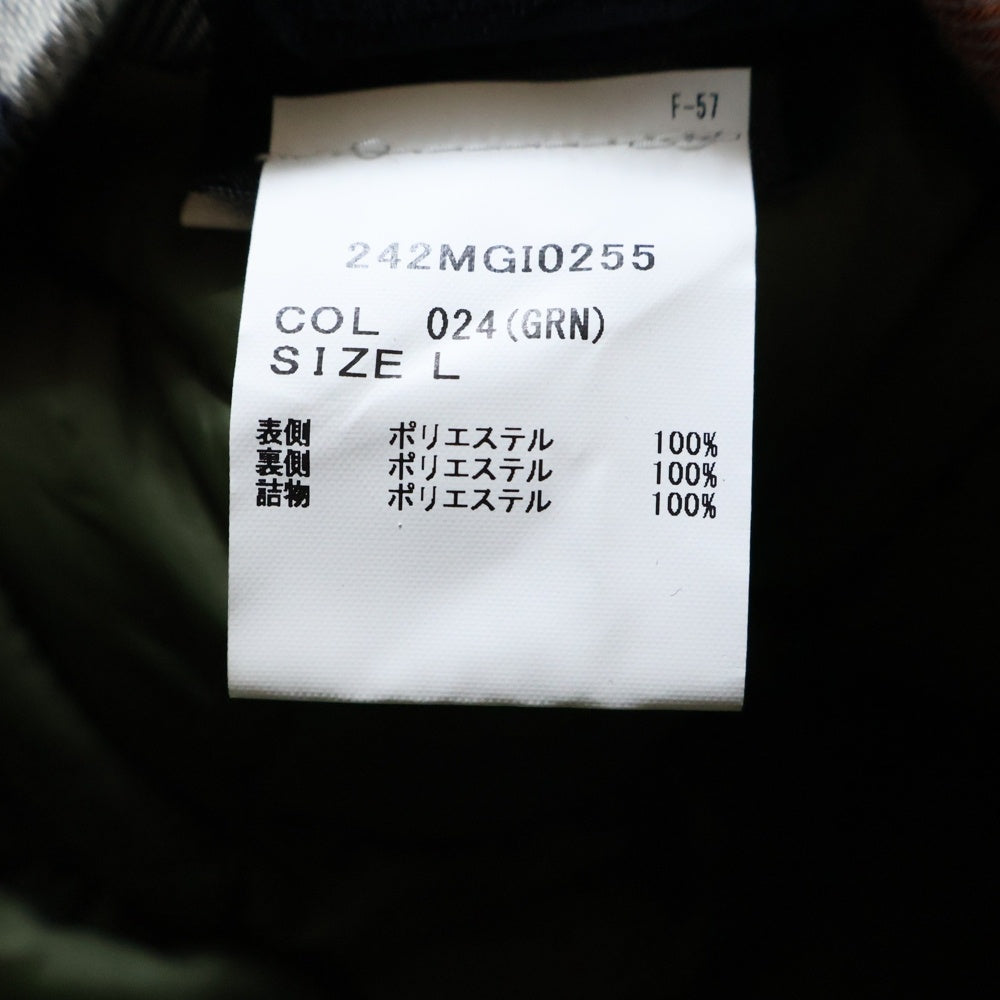 F-57
242MGI0255
COL 024(GRN)
SIZE L
表側 ポリエステル 100%
裏側 ポリエステル 100%
詰物 ポリエステル 100%